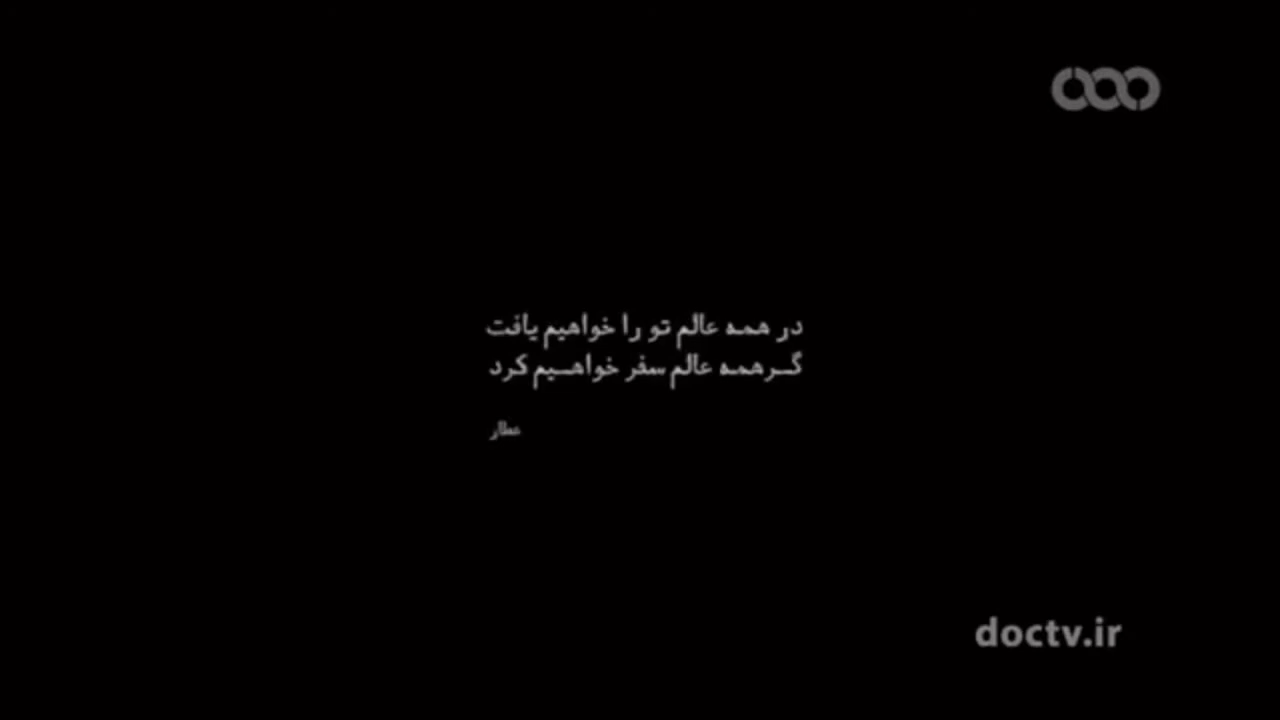 در همه عالم تو را خواهیم یافت
گر همه عالم سفر خواهیم کرد
عطار
doctv.ir